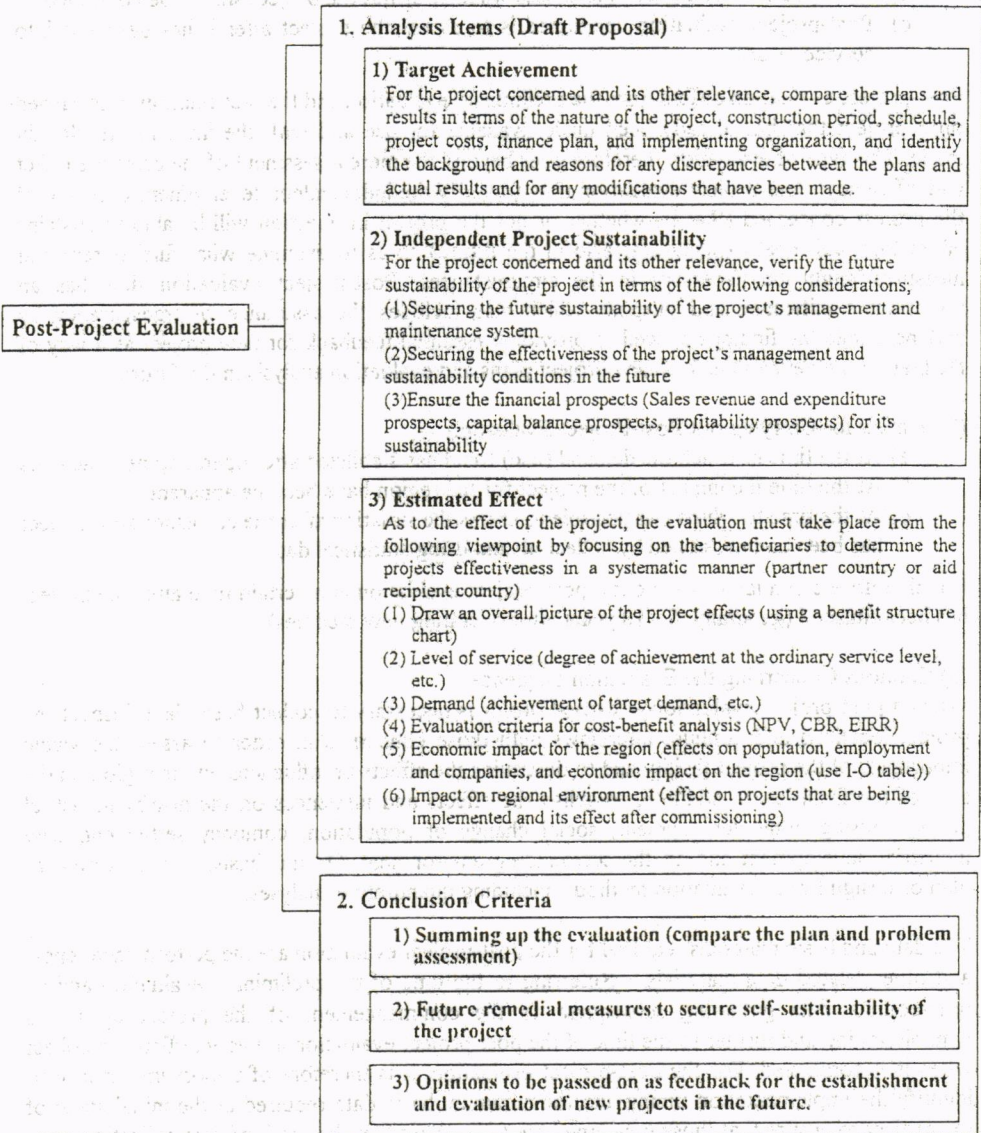 1. Analysis Items (Draft Proposal)
1) Target Achievement
For the project concerned and its other relevance, compare the plans and
results in terms of the nature of the project, construction period, schedule,
project costs, finance plan, and implementing organization, and identify
the background and reasons for any discrepancies between the plans and
actual results and for any modifications that have been made.
2) Independent Project Sustainability
For the project concerned and its other relevance, verify the future
sustainability of the project in terms of the following considerations;
(1)Securing the future sustainability of the project's management and
maintenance system
(2)Securing the effectiveness of the project's management and
sustainability conditions in the future
(3)Ensure the financial prospects (Sales revenue and expenditure
prospects, capital balance prospects, profitability prospects) for its
sustainability
Post-Project Evaluation
3) Estimated Effect
As to the effect of the project, the evaluation must take place from the
following viewpoint by focusing on the beneficiaries to determine the
projects effectiveness in a systematic manner (partner country or aid
recipient country)
(1) Draw an overall picture of the project effects (using a benefit structure
chart)
(2) Level of service (degree of achievement at the ordinary service level,
etc.)
(3) Demand (achievement of target demand, etc.)
(4) Evaluation criteria for cost-benefit analysis (NPV, CBR, EIRR)
(5) Economic impact for the region (effects on population, employment
and companies, and economic impact on the region (use I-O table))
(6) Impact on regional environment (effect on projects that are being
implemented and its effect after commissioning)
2. Conclusion Criteria
1) Summing up the evaluation (compare the plan and problem
assessment)
2) Future remedial measures to secure self-sustainability of
the project
3) Opinions to be passed on as feedback for the establishment
and evaluation of new projects in the future.